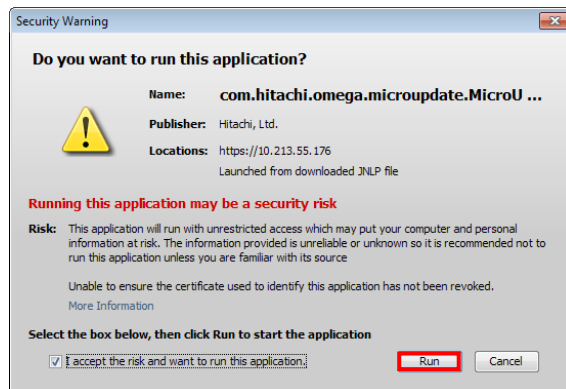 Security Warning
Do you want to run this application?
Name: com.hitachi.omega.microupdate.MicroU ...
Publisher: Hitachi, Ltd.
Locations: https://10.213.55.176
Launched from downloaded JNLP file
Running this application may be a security risk
Risk: This application will run with unrestricted access which may put your computer and personal
information at risk. The information provided is unreliable or unknown so it is recommended not to
run this application unless you are familiar with its source
Unable to ensure the certificate used to identify this application has not been revoked.
More Information
Select the box below, then click Run to start the application
I accept the risk and want to run this application.
Run
Cancel